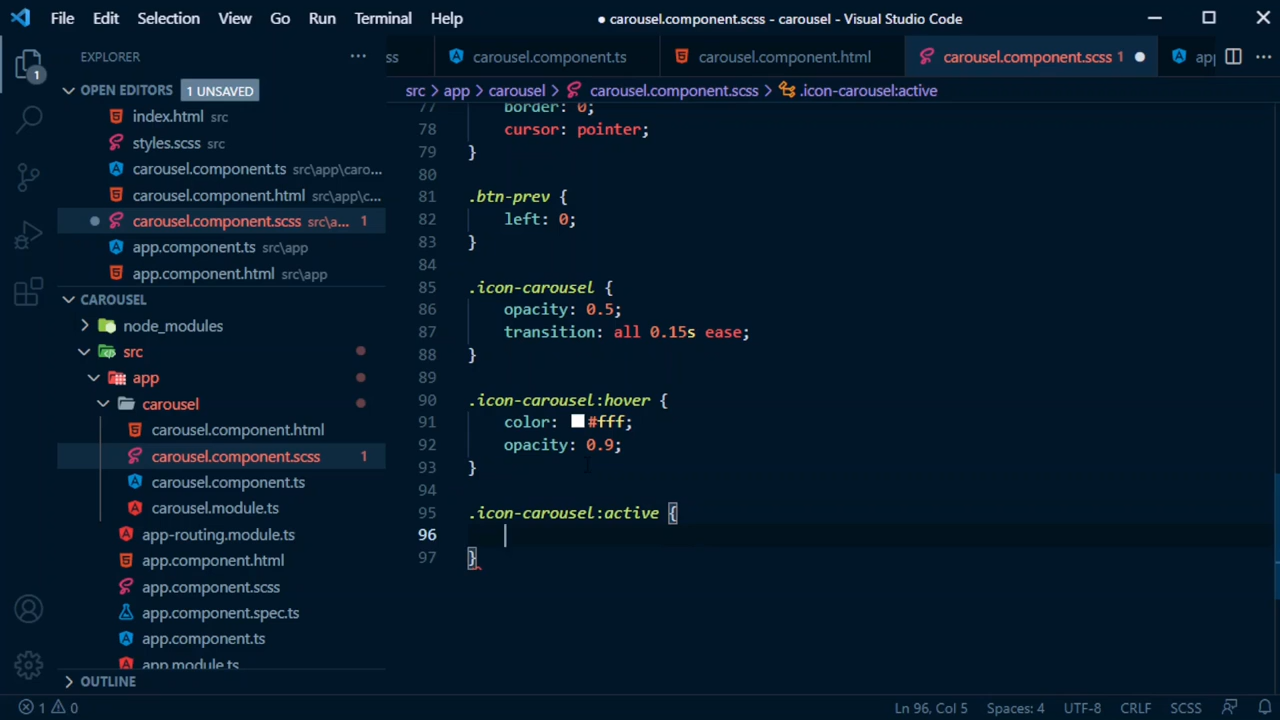 File Edit Selection View Go Run Terminal Help ● carousel.component.scss - carousel - Visual Studio Code
EXPLORER ···
ss carousel.component.ts carousel.component.html carousel.component.scss 1 ● app
OPEN EDITORS 1 UNSAVED
src > app > carousel > carousel.component.scss > .icon-carousel:active
index.html src
styles.scss src
carousel.component.ts src\app\caro...
carousel.component.html src\app\c...
carousel.component.scss src\a... 1
app.component.ts src\app
app.component.html src\app
CAROUSEL
node_modules
src
app
carousel
carousel.component.html
carousel.component.scss 1
carousel.component.ts
carousel.module.ts
app-routing.module.ts
app.component.html
app.component.scss
app.component.spec.ts
app.component.ts
app.module.ts
OUTLINE
1
77 border: 0;
78 cursor: pointer;
79 }
80
81 .btn-prev {
82 left: 0;
83 }
84
85 .icon-carousel {
86 opacity: 0.5;
87 transition: all 0.15s ease;
88 }
89
90 .icon-carousel:hover {
91 color: #fff;
92 opacity: 0.9;
93 }
94
95 .icon-carousel:active {
96
97 }
1 0 Ln 96, Col 5 Spaces: 4 UTF-8 CRLF SCSS